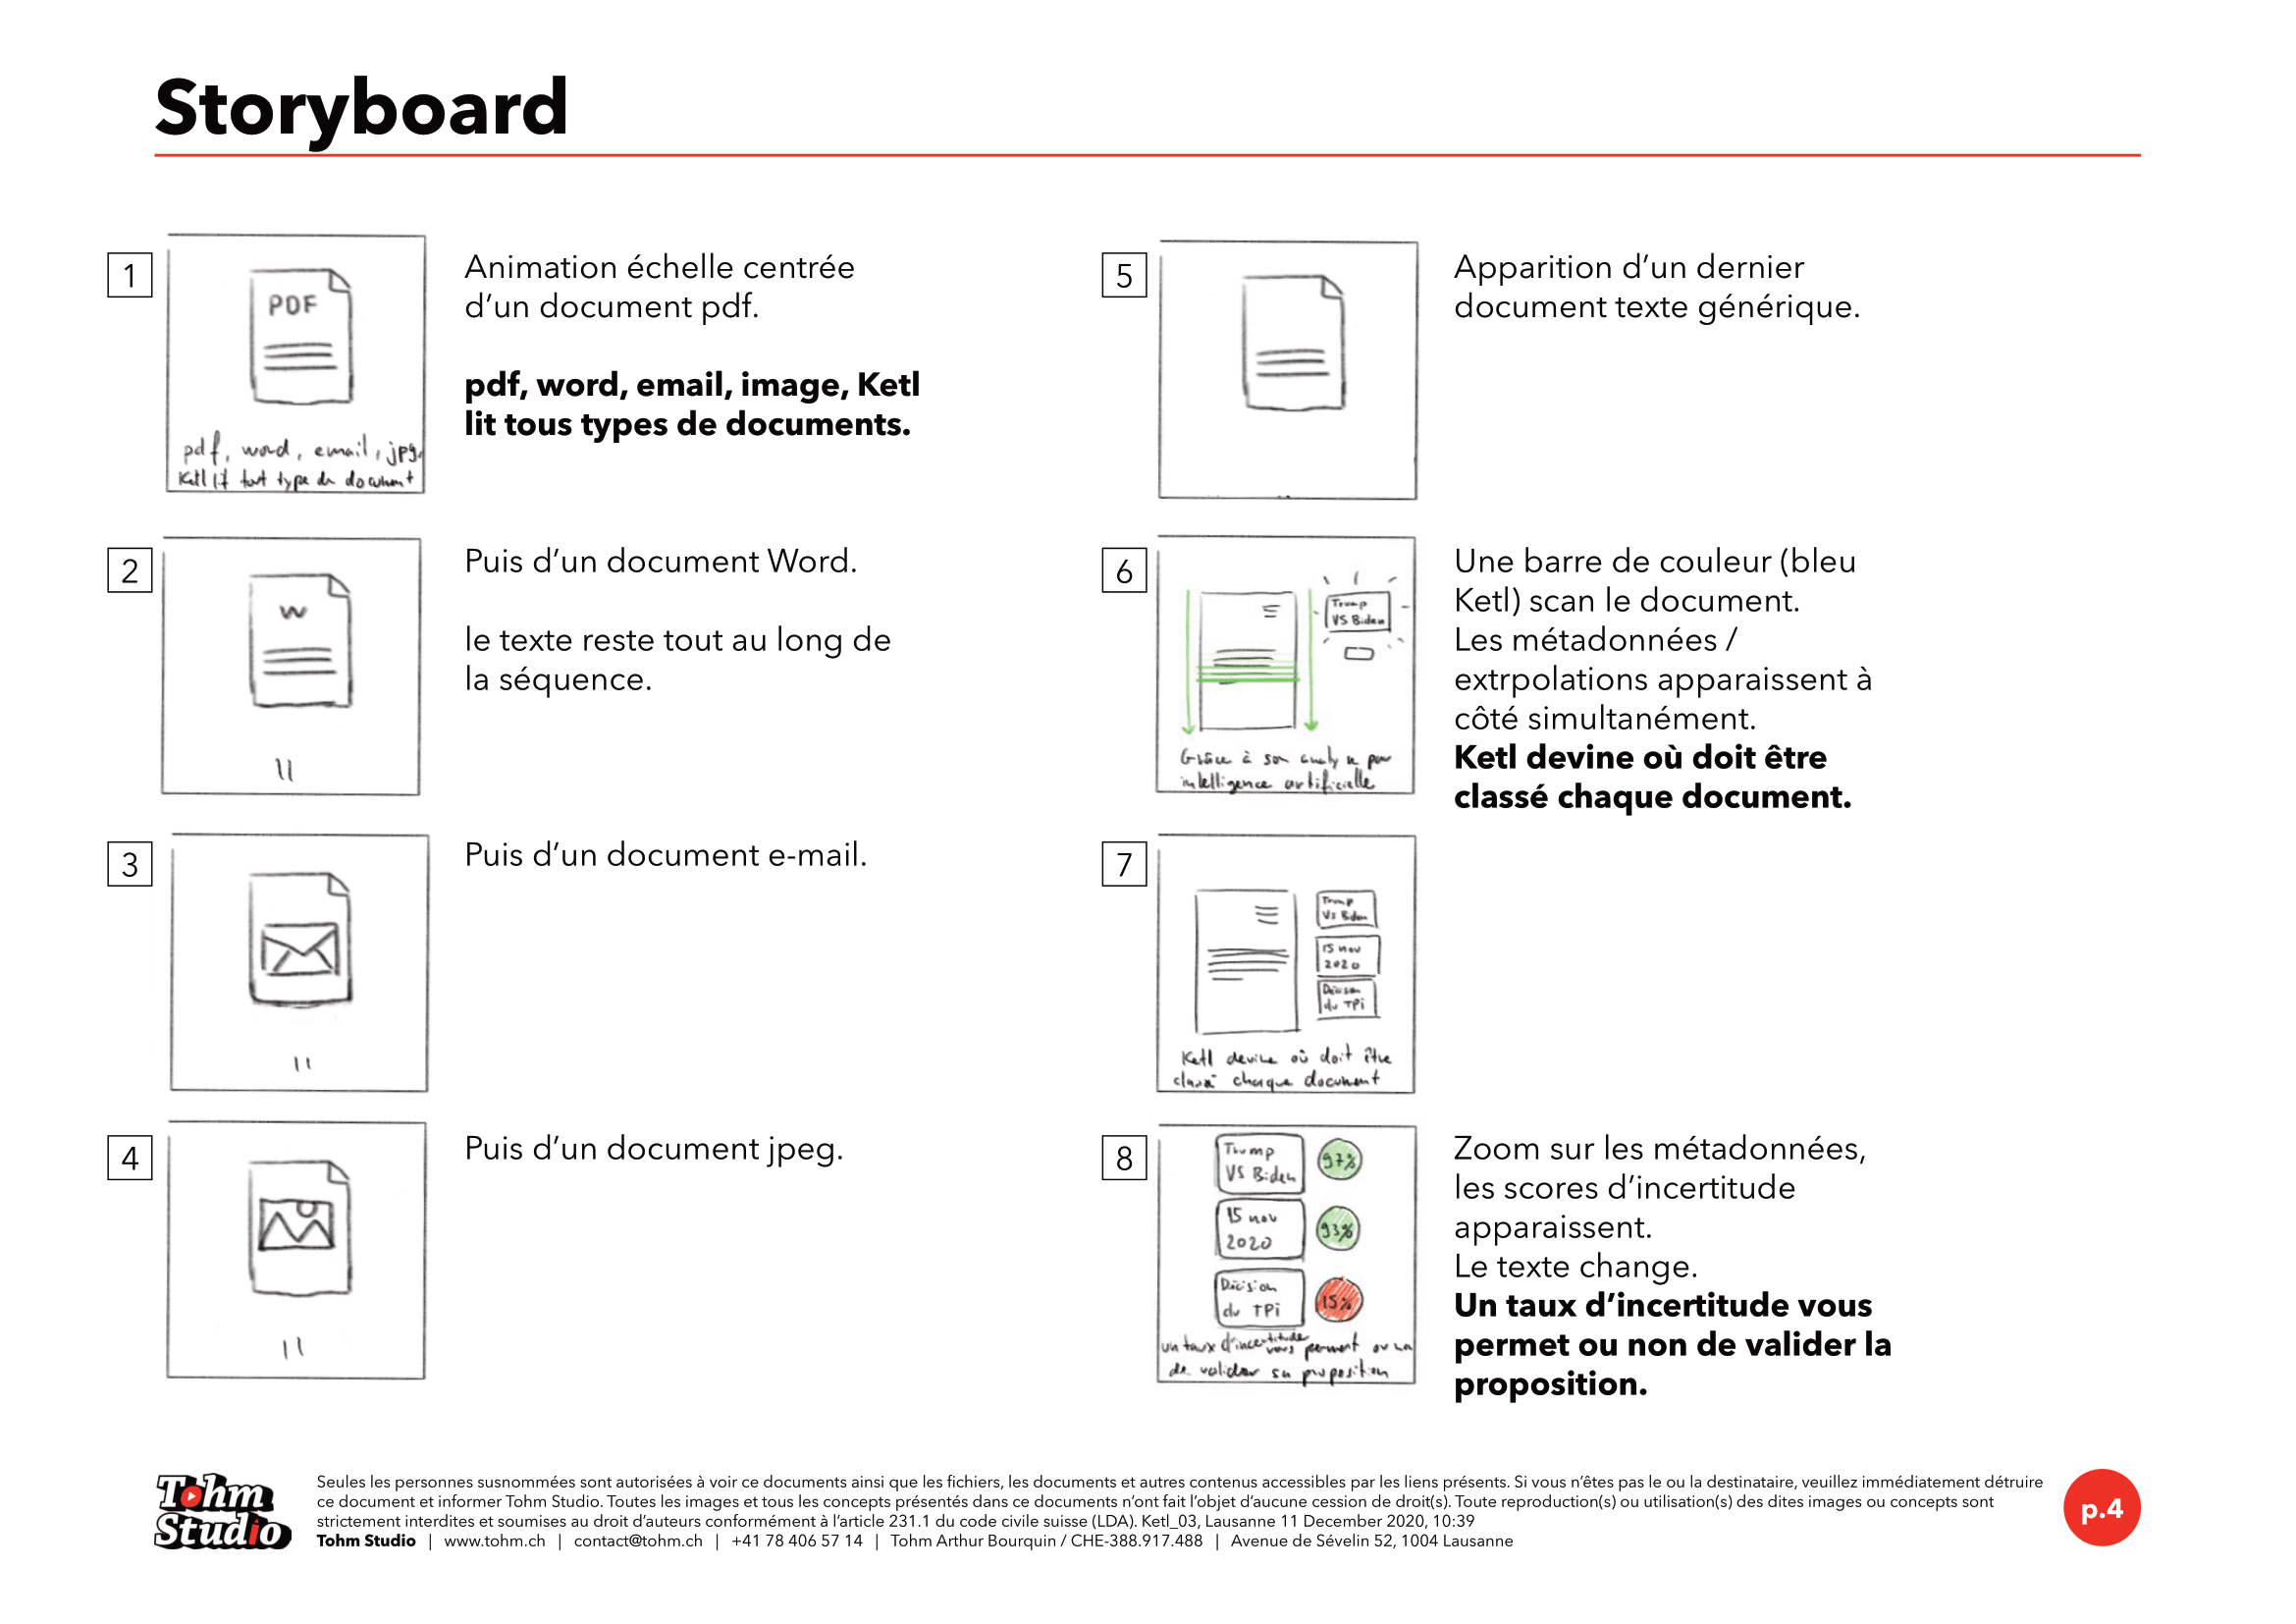 Storyboard
1
PDF
pdf, word, email, jpg,
Ketl lit tout type de document
Animation échelle centrée
d’un document pdf.
pdf, word, email, image, Ketl
lit tous types de documents.
2
W
Puis d’un document Word.
le texte reste tout au long de
la séquence.
3
Puis d’un document e-mail.
4
Puis d’un document jpeg.
5
Apparition d’un dernier
document texte générique.
6
Trump
VS Biden
Grâce à son analyse par
intelligence artificielle
Une barre de couleur (bleu
Ketl) scan le document.
Les métadonnées /
extrpolations apparaissent à
côté simultanément.
Ketl devine où doit être
classé chaque document.
7
Trump
VS Biden
15 nov
2020
Décision
du TPi
Ketl devine où doit être
classé chaque document
8
Trump
VS Biden
97%
15 nov
2020
93%
Décision
du TPi
15%
un taux d'incertitude vous perment ou
de valider sa proposition
Zoom sur les métadonnées,
les scores d’incertitude
apparaissent.
Le texte change.
Un taux d’incertitude vous
permet ou non de valider la
proposition.
Tohm
Studio
Seules les personnes susnommées sont autorisées à voir ce documents ainsi que les fichiers, les documents et autres contenus accessibles par les liens présents. Si vous n’êtes pas le ou la destinataire, veuillez immédiatement détruire
ce document et informer Tohm Studio. Toutes les images et tous les concepts présentés dans ce documents n’ont fait l’objet d’aucune cession de droit(s). Toute reproduction(s) ou utilisation(s) des dites images ou concepts sont
strictement interdites et soumises au droit d’auteurs conformément à l’article 231.1 du code civile suisse (LDA). Ketl_03, Lausanne 11 December 2020, 10:39
Tohm Studio | www.tohm.ch | contact@tohm.ch | +41 78 406 57 14 | Tohm Arthur Bourquin / CHE-388.917.488 | Avenue de Sévelin 52, 1004 Lausanne
p.4